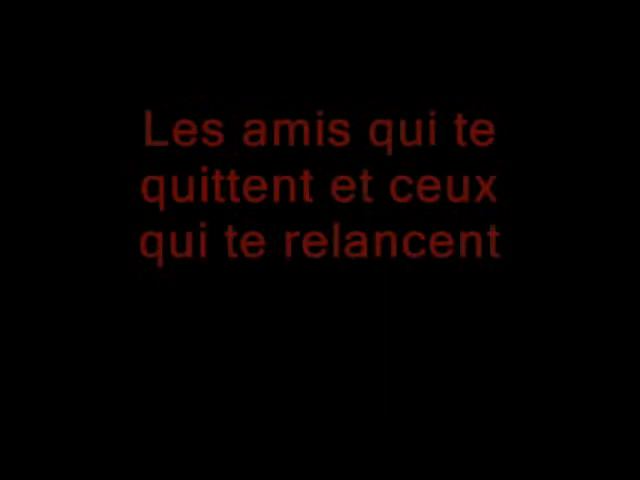 Les amis qui te
quittent et ceux
qui te relancent